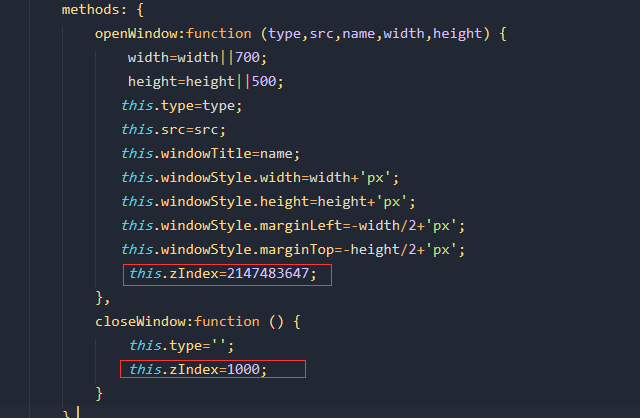 methods: {
openWindow:function (type,src,name,width,height) {
width=width||700;
height=height||500;
this.type=type;
this.src=src;
this.windowTitle=name;
this.windowStyle.width=width+'px';
this.windowStyle.height=height+'px';
this.windowStyle.marginLeft=-width/2+'px';
this.windowStyle.marginTop=-height/2+'px';
this.zIndex=2147483647;
},
closeWindow:function () {
this.type='';
this.zIndex=1000;
}
}